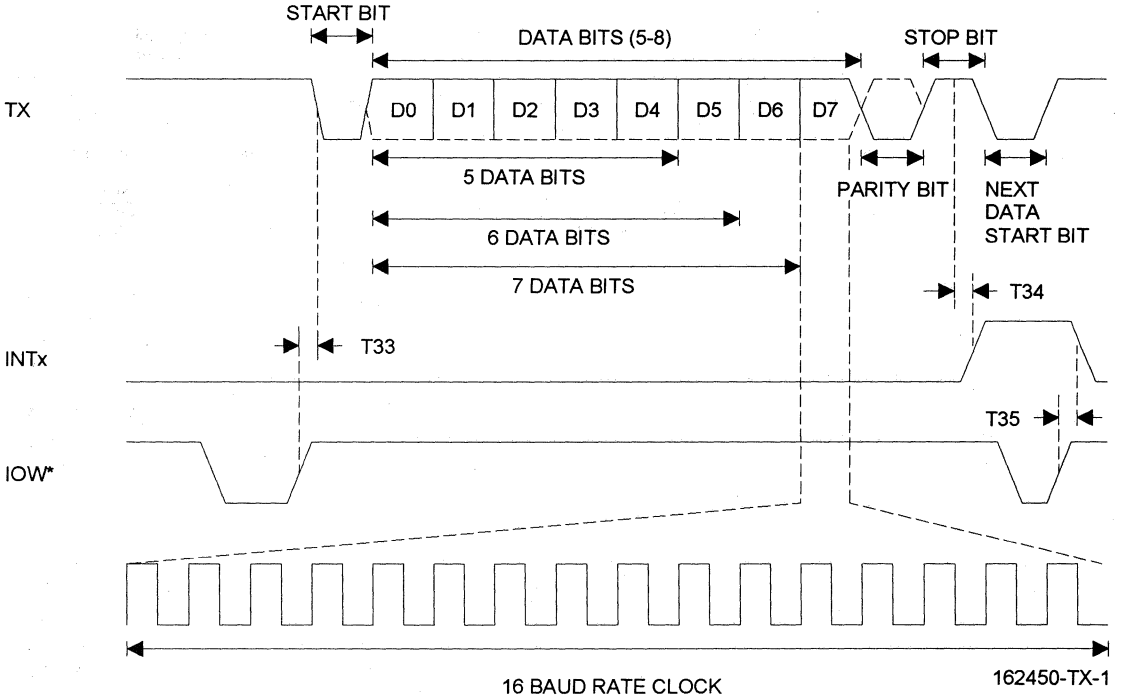 START BIT
DATA BITS (5-8)
STOP BIT
TX
D0 D1 D2 D3 D4 D5 D6 D7
5 DATA BITS
PARITY BIT
NEXT
DATA
START BIT
6 DATA BITS
7 DATA BITS
T34
T33
INTx
T35
IOW*
16 BAUD RATE CLOCK
162450-TX-1